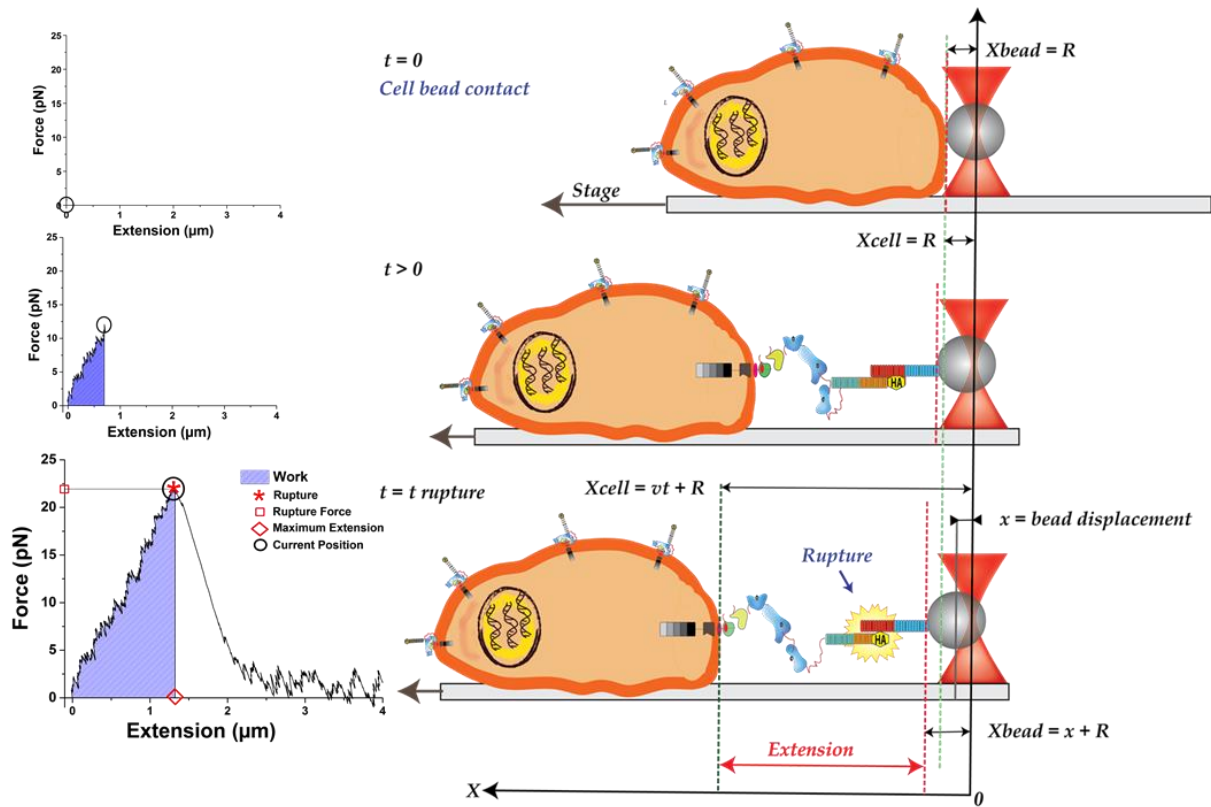 25
20
15
10
5
0
0
1
2
3
4
Force (pN)
Extension (µm)
t = 0
Cell bead contact
Stage
Xbead = R
25
20
15
10
5
0
0
1
2
3
4
Force (pN)
Extension (µm)
t > 0
Xcell = R
HA
25
20
15
10
5
0
0
1
2
3
4
Force (pN)
Extension (µm)
Work
Rupture
Rupture Force
Maximum Extension
Current Position
t = t rupture
Xcell = vt + R
x = bead displacement
Rupture
HA
Xbead = x + R
Extension
X
0